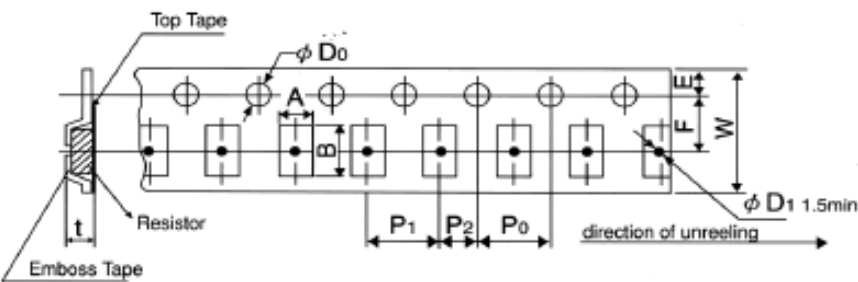 Top Tape
φ D0
A
E
B
F
W
φ D1 1.5min
t
Resistor
P1
P2
P0
direction of unreeling
Emboss Tape